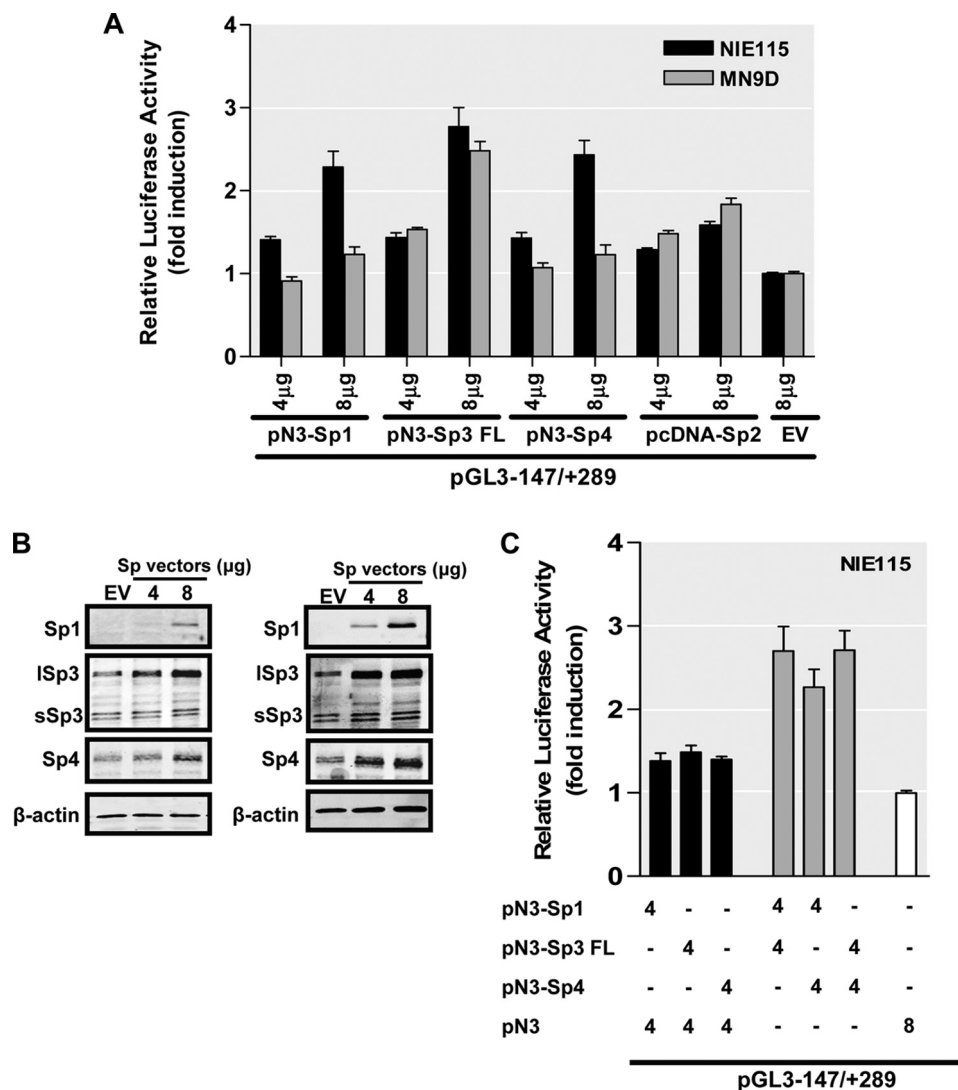 A
Relative Luciferase Activity
(fold induction)
4
3
2
1
0
NIE115
MN9D
4µg 8µg 4µg 8µg 4µg 8µg 4µg 8µg 8µg
pN3-Sp1 pN3-Sp3 FL pN3-Sp4 pcDNA-Sp2 EV
pGL3-147/+289
B
Sp vectors (µg)
EV 4 8
Sp1
lSp3
sSp3
Sp4
β-actin
Sp vectors (µg)
EV 4 8
Sp1
lSp3
sSp3
Sp4
β-actin
C
Relative Luciferase Activity
(fold induction)
4
3
2
1
0
NIE115
pN3-Sp1 4 - - 4 4 - -
pN3-Sp3 FL - 4 - 4 - 4 -
pN3-Sp4 - - 4 - 4 4 -
pN3 4 4 4 - - - 8
pGL3-147/+289